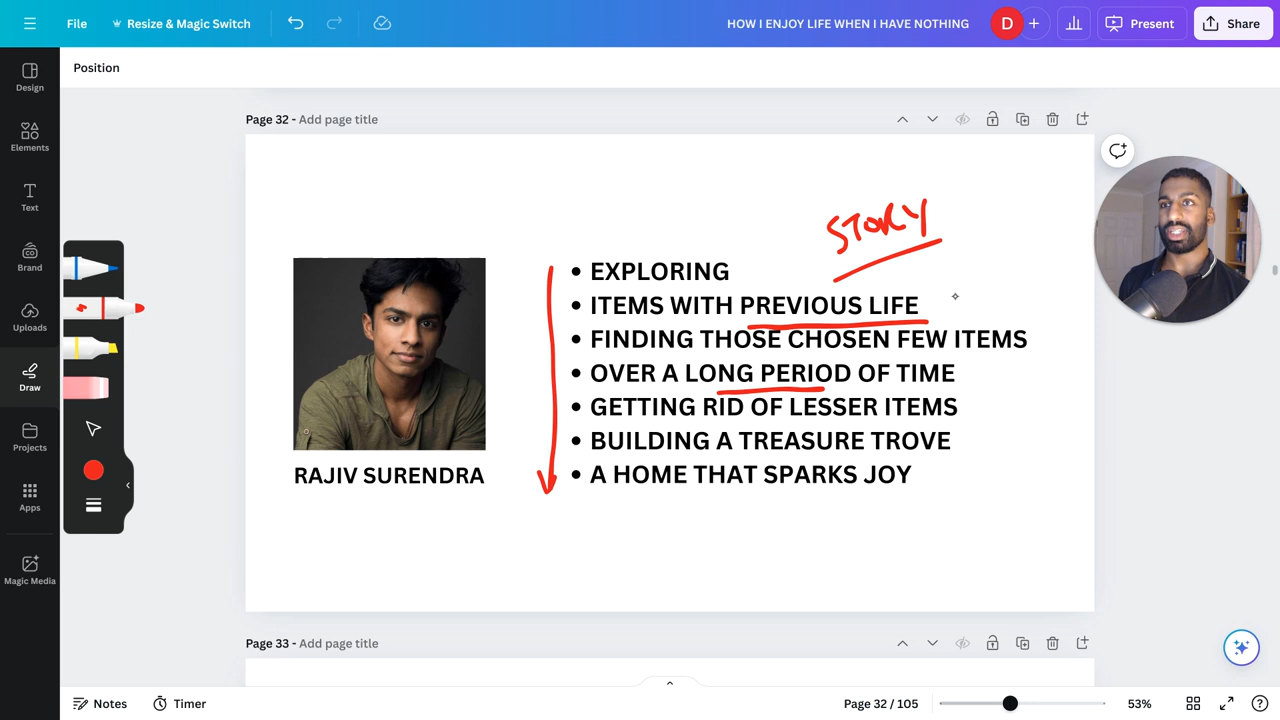 File
Resize & Magic Switch
HOW I ENJOY LIFE WHEN I HAVE NOTHING
D
+
Present
Share
Position
Design
Elements
Text
Brand
Uploads
Draw
Projects
Apps
Magic Media
Page 32 - Add page title
STORY
• EXPLORING
• ITEMS WITH PREVIOUS LIFE
• FINDING THOSE CHOSEN FEW ITEMS
• OVER A LONG PERIOD OF TIME
• GETTING RID OF LESSER ITEMS
• BUILDING A TREASURE TROVE
• A HOME THAT SPARKS JOY
RAJIV SURENDRA
Page 33 - Add page title
Notes
Timer
Page 32 / 105
53%